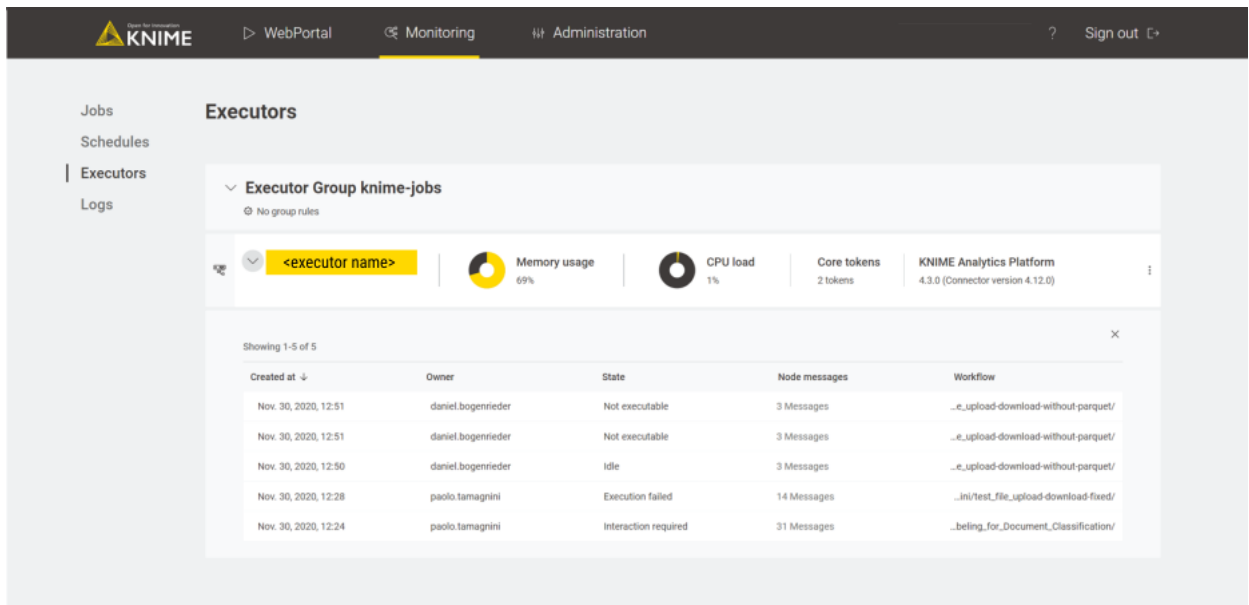 Open for Innovation
KNIME
WebPortal
Monitoring
Administration
?
Sign out
Jobs
Schedules
Executors
Logs
Executors
Executor Group knime-jobs
No group rules
<executor name>
Memory usage
69%
CPU load
1%
Core tokens
2 tokens
KNIME Analytics Platform
4.3.0 (Connector version 4.12.0)
Showing 1-5 of 5
Created at ↓ Owner State Node messages Workflow
Nov. 30, 2020, 12:51 daniel.bogenrieder Not executable 3 Messages ...e_upload-download-without-parquet/
Nov. 30, 2020, 12:51 daniel.bogenrieder Not executable 3 Messages ...e_upload-download-without-parquet/
Nov. 30, 2020, 12:50 daniel.bogenrieder Idle 3 Messages ...e_upload-download-without-parquet/
Nov. 30, 2020, 12:28 paolo.tamagnini Execution failed 14 Messages ...ini/test_file_upload-download-fixed/
Nov. 30, 2020, 12:24 paolo.tamagnini Interaction required 31 Messages ...beling_for_Document_Classification/